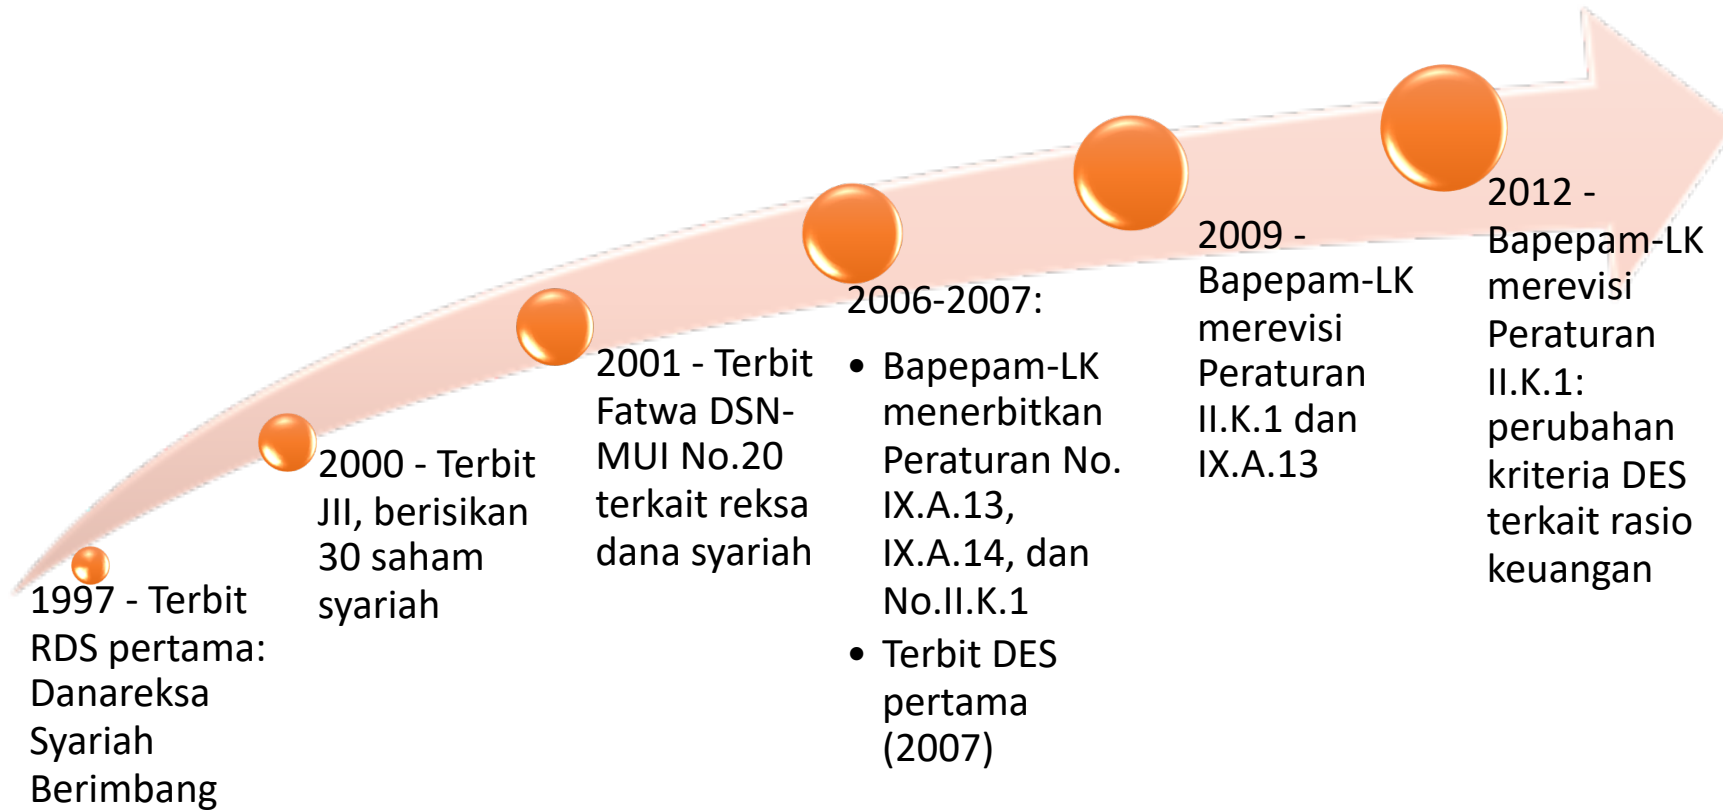 1997 - Terbit
RDS pertama:
Danareksa
Syariah
Berimbang
2000 - Terbit
JII, berisikan
30 saham
syariah
2001 - Terbit
Fatwa DSN-
MUI No.20
terkait reksa
dana syariah
2006-2007:
• Bapepam-LK
menerbitkan
Peraturan No.
IX.A.13,
IX.A.14, dan
No.II.K.1
• Terbit DES
pertama
(2007)
2009 -
Bapepam-LK
merevisi
Peraturan
II.K.1 dan
IX.A.13
2012 -
Bapepam-LK
merevisi
Peraturan
II.K.1:
perubahan
kriteria DES
terkait rasio
keuangan